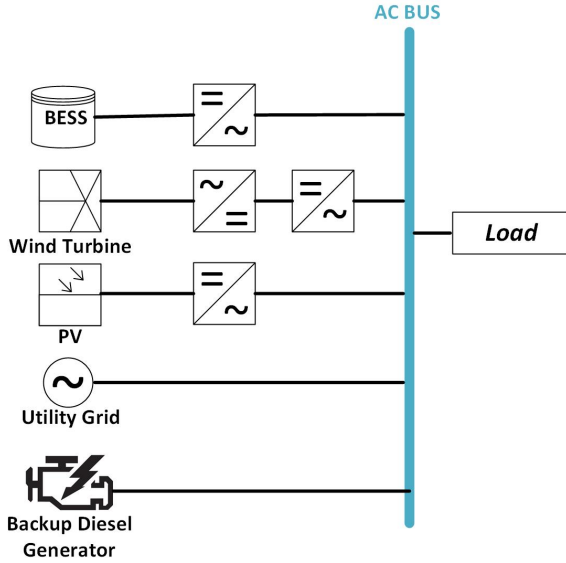 AC BUS
BESS
Wind Turbine
Load
PV
Utility Grid
Backup Diesel
Generator